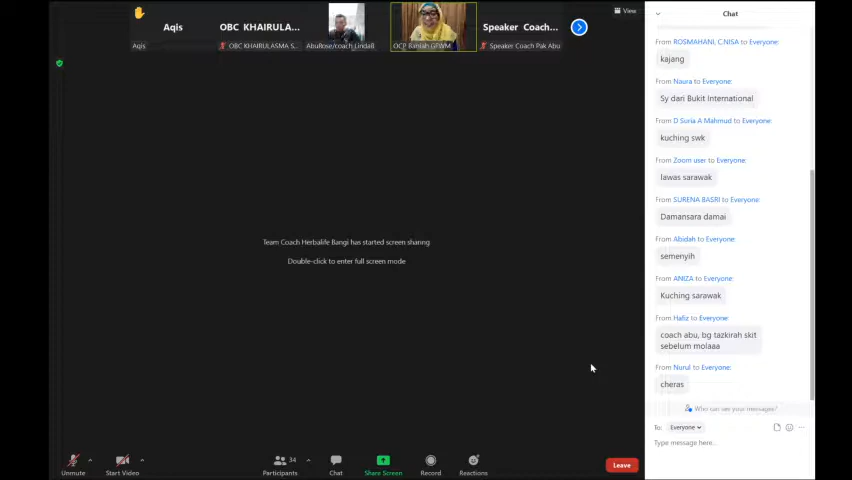 Aqis
OBC KHAIRULA...
Speaker Coach...
View
Aqis
OBC KHAIRULASMA S...
AbuRose/coach LindaB
OCP Rahiah GEWM
Speaker Coach Pak Abu
Team Coach Herbalife Bangi has started screen sharing
Double-click to enter full screen mode
Unmute
Start Video
34
Participants
Chat
Share Screen
Record
Reactions
Leave
Chat
From ROSMAHANI, C.NISA to Everyone:
kajang
From Naura to Everyone:
Sy dari Bukit International
From D Suria A Mahmud to Everyone:
kuching swk
From Zoom user to Everyone:
lawas sarawak
From SURENA BASRI to Everyone:
Damansara damai
From Abidah to Everyone:
semenyih
From ANIZA to Everyone:
Kuching sarawak
From Hafiz to Everyone:
coach abu, bg tazkirah skit
sebelum molaaa
From Nurul to Everyone:
cheras
Who can see your messages?
To: Everyone
Type message here...